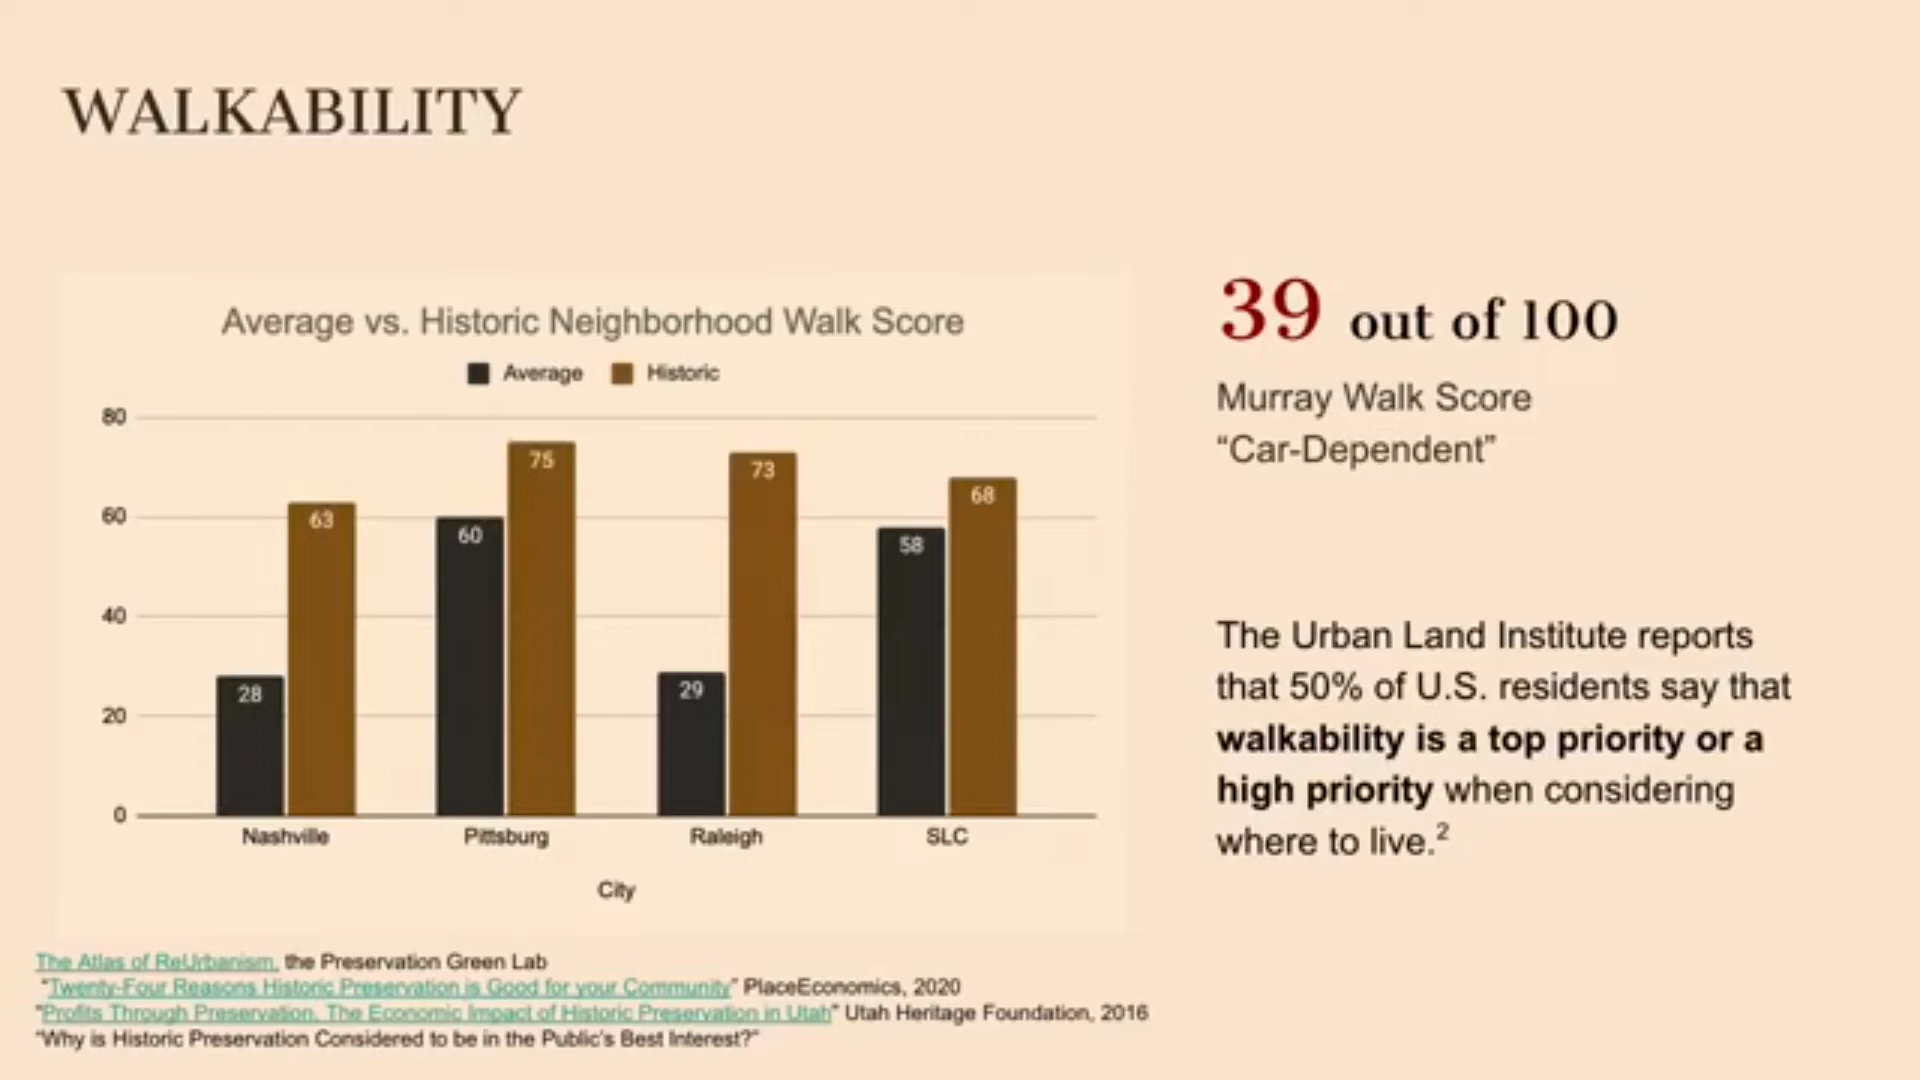 WALKABILITY
Average vs. Historic Neighborhood Walk Score
Average Historic
80
60
40
20
0
28
63
60
75
29
73
58
68
Nashville Pittsburg Raleigh SLC
City
39 out of 100
Murray Walk Score
“Car-Dependent”
The Urban Land Institute reports
that 50% of U.S. residents say that
walkability is a top priority or a
high priority when considering
where to live.²
The Atlas of ReUrbanism, the Preservation Green Lab
“Twenty-Four Reasons Historic Preservation is Good for your Community” PlaceEconomics, 2020
“Profits Through Preservation, The Economic Impact of Historic Preservation in Utah” Utah Heritage Foundation, 2016
“Why is Historic Preservation Considered to be in the Public’s Best Interest?”